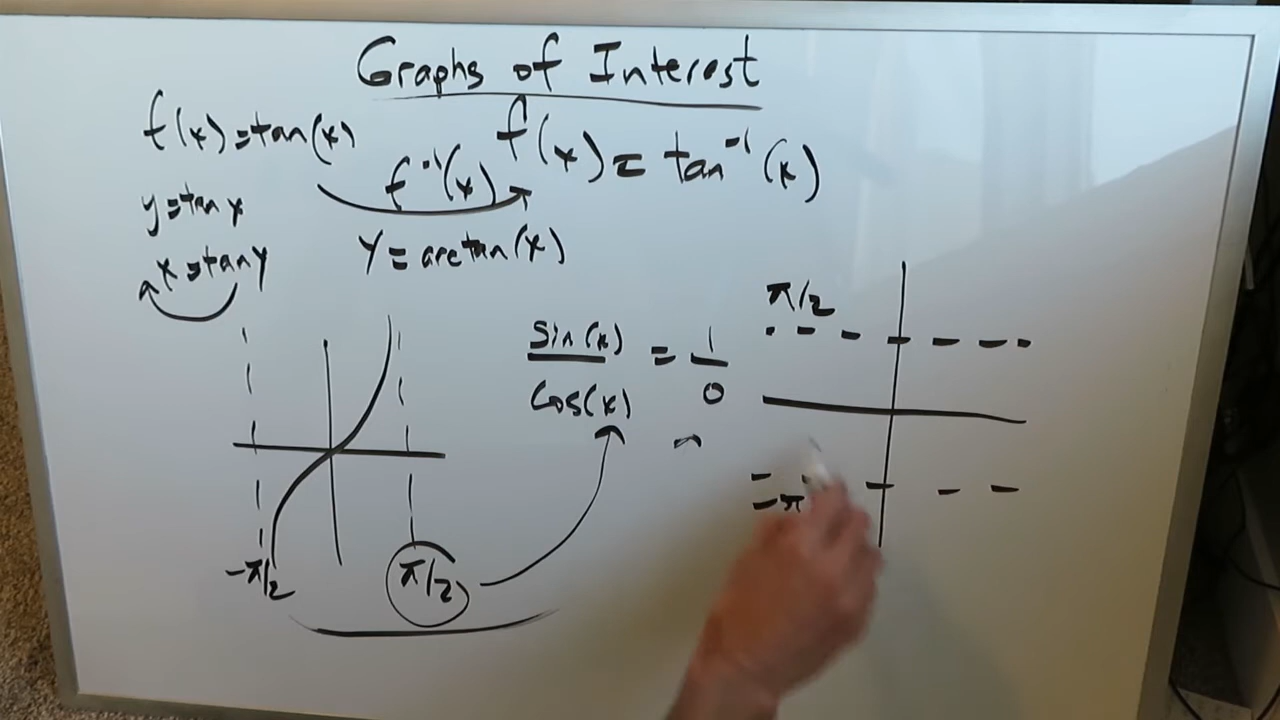 Graphs of Interest
f(x)=tan(x)
f⁻¹(x)
f(x)=tan⁻¹(x)
y=tan x
x=tan y
y=arctan(x)
sin(x)
cos(x)
= 1
0
π/2
-π
-π/2
π/2